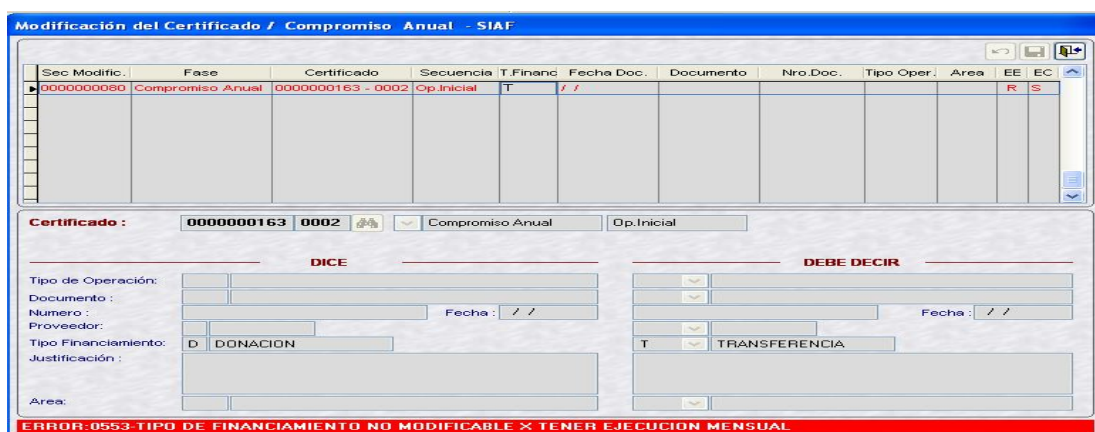 Modificación del Certificado / Compromiso Anual - SIAF
Sec Modific. Fase Certificado Secuencia T.Financ Fecha Doc. Documento Nro.Doc. Tipo Oper. Area EE EC
0000000080 Compromiso Anual 0000000163 - 0002 Op.Inicial T / / R S
Certificado : 0000000163 0002 Compromiso Anual Op.Inicial
DICE DEBE DECIR
Tipo de Operación:
Documento :
Numero : Fecha : / / Fecha : / /
Proveedor:
Tipo Financiamiento: D DONACION T TRANSFERENCIA
Justificación :
Area:
ERROR:0553-TIPO DE FINANCIAMIENTO NO MODIFICABLE X TENER EJECUCION MENSUAL